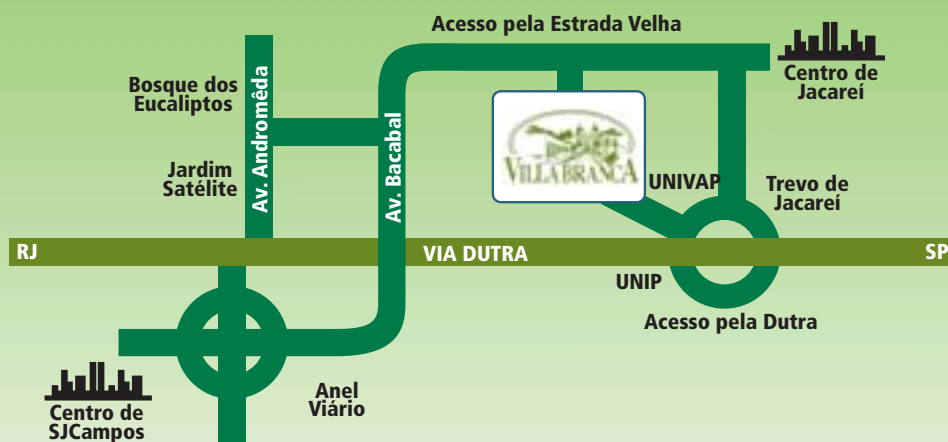 Acesso pela Estrada Velha
Centro de
Jacareí
Bosque dos
Eucaliptos
Av. Andromêda
Av. Bacabal
Jardim
Satélite
VILLA BRANCA
UNIVAP
Trevo de
Jacareí
RJ
VIA DUTRA
SP
UNIP
Acesso pela Dutra
Anel
Viário
Centro de
SJCampos